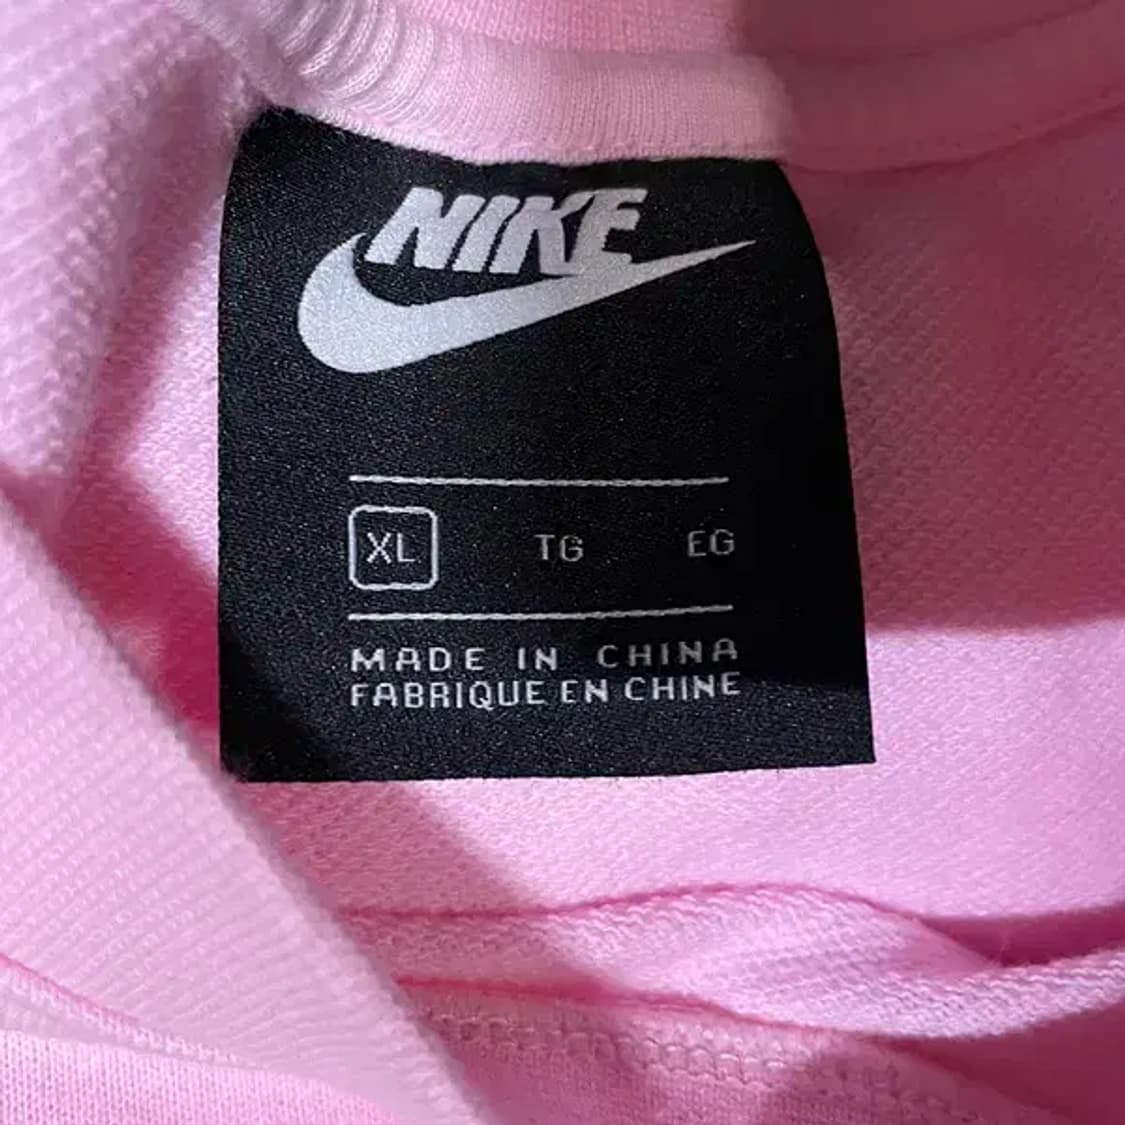 NIKE
XL TG EG
MADE IN CHINA
FABRIQUE EN CHINE